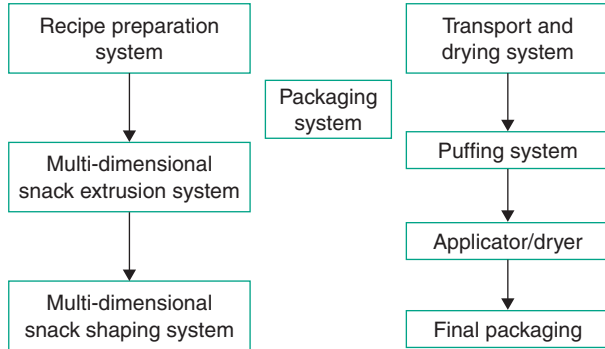 Recipe preparation
system
Multi-dimensional
snack extrusion system
Multi-dimensional
snack shaping system
Packaging
system
Transport and
drying system
Puffing system
Applicator/dryer
Final packaging